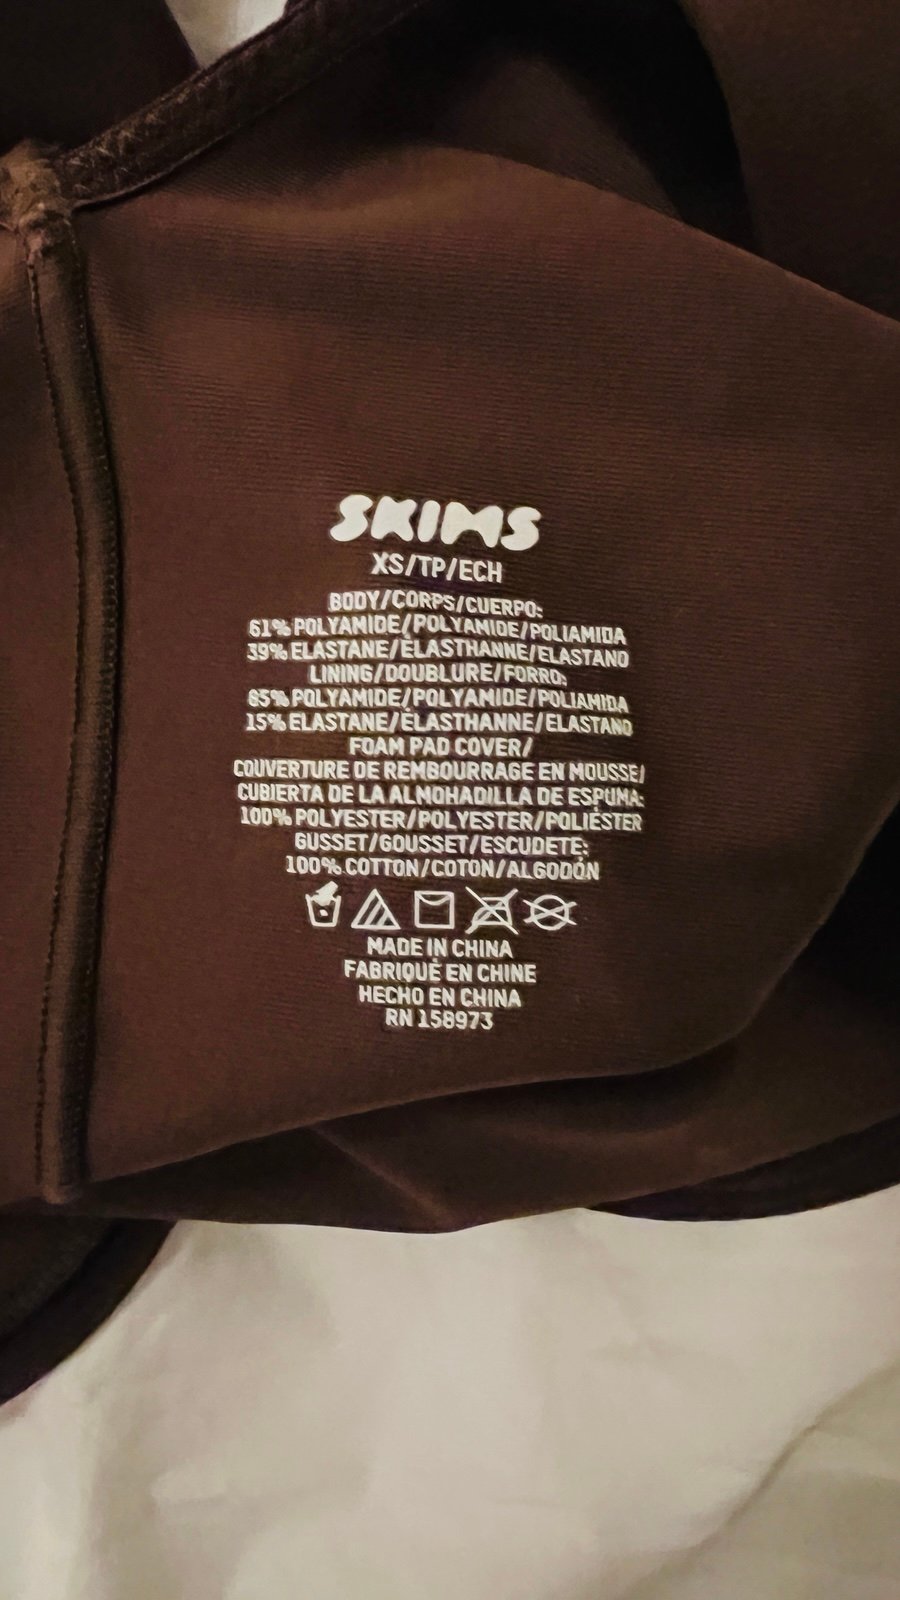 SKIMS
XS/TP/ECH
BODY/CORPS/CUERPO:
61% POLYAMIDE/POLYAMIDE/POLIAMIDA
39% ELASTANE/ÉLASTHANNE/ELASTANO
LINING/DOUBLURE/FORRO:
85% POLYAMIDE/POLYAMIDE/POLIAMIDA
15% ELASTANE/ÉLASTHANNE/ELASTANO
FOAM PAD COVER/
COUVERTURE DE REMBOURRAGE EN MOUSSE/
CUBIERTA DE LA ALMOHADILLA DE ESPUMA:
100% POLYESTER/POLYESTER/POLIÉSTER
GUSSET/GOUSSET/ESCUDETE:
100% COTTON/COTON/ALGODÓN
MADE IN CHINA
FABRIQUÉ EN CHINE
HECHO EN CHINA
RN 158973